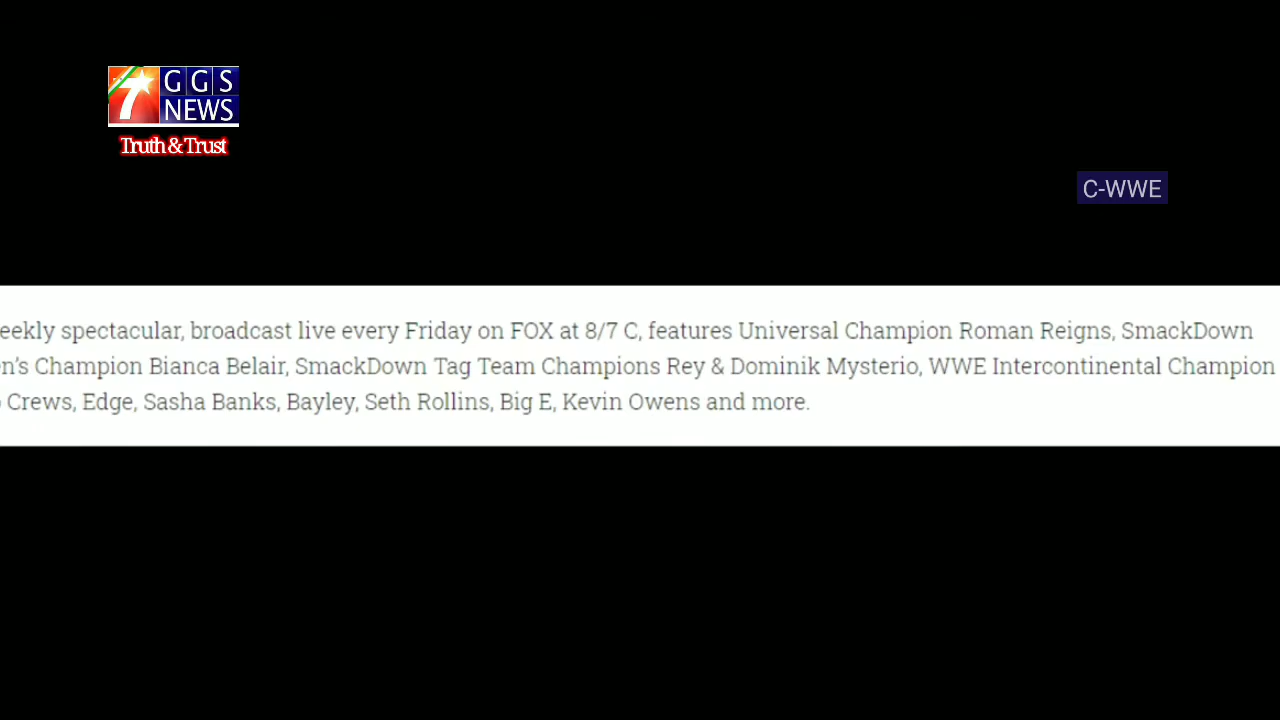 7 GGS
NEWS
Truth & Trust
C-WWE
eekly spectacular, broadcast live every Friday on FOX at 8/7 C, features Universal Champion Roman Reigns, SmackDown
en's Champion Bianca Belair, SmackDown Tag Team Champions Rey & Dominik Mysterio, WWE Intercontinental Champion
Crews, Edge, Sasha Banks, Bayley, Seth Rollins, Big E, Kevin Owens and more.